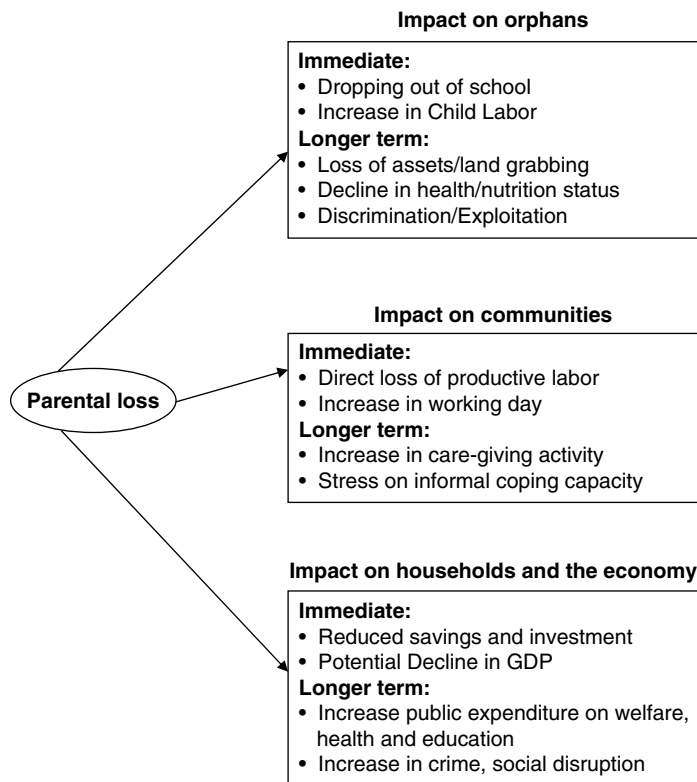 Impact on orphans
Immediate:
• Dropping out of school
• Increase in Child Labor
Longer term:
• Loss of assets/land grabbing
• Decline in health/nutrition status
• Discrimination/Exploitation
Impact on communities
Immediate:
• Direct loss of productive labor
• Increase in working day
Longer term:
• Increase in care-giving activity
• Stress on informal coping capacity
Parental loss
Impact on households and the economy
Immediate:
• Reduced savings and investment
• Potential Decline in GDP
Longer term:
• Increase public expenditure on welfare,
health and education
• Increase in crime, social disruption